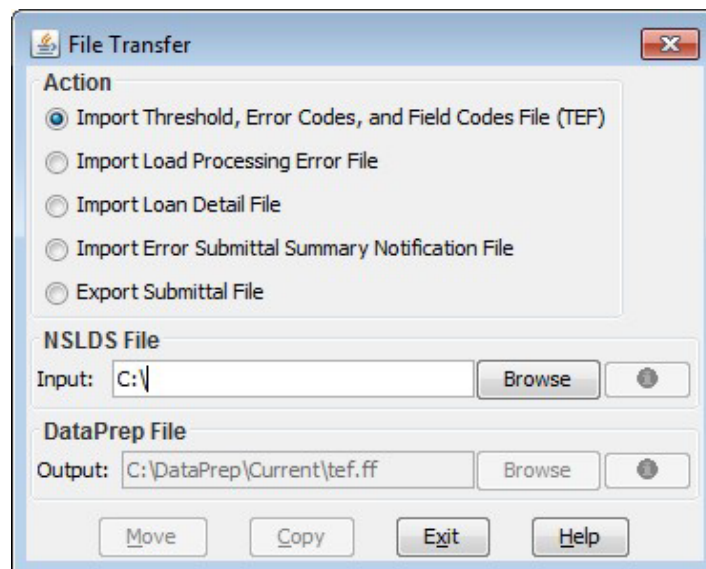 File Transfer
Action
Import Threshold, Error Codes, and Field Codes File (TEF)
Import Load Processing Error File
Import Loan Detail File
Import Error Submittal Summary Notification File
Export Submittal File
NSLDS File
Input: C:\ Browse
DataPrep File
Output: C:\DataPrep\Current\tef.ff Browse
Move Copy Exit Help